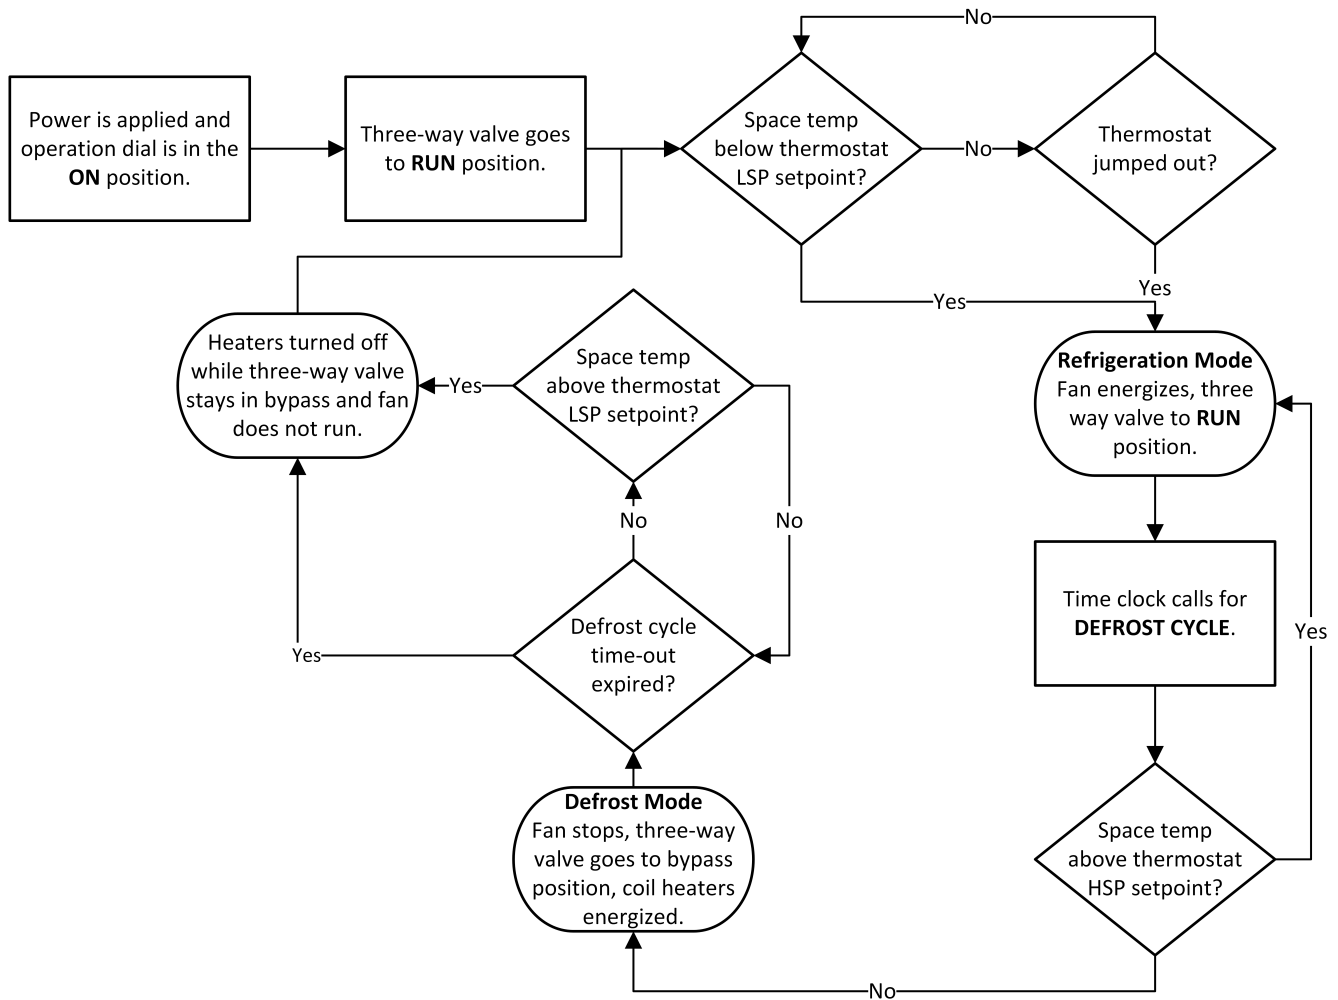 No
Power is applied and
operation dial is in the
ON position.
Three-way valve goes
to RUN position.
Space temp
below thermostat
LSP setpoint?
No
Thermostat
jumped out?
Yes
Yes
Refrigeration Mode
Fan energizes, three
way valve to RUN
position.
Heaters turned off
while three-way valve
stays in bypass and fan
does not run.
Yes
Space temp
above thermostat
LSP setpoint?
No
No
Time clock calls for
DEFROST CYCLE.
Yes
Yes
Defrost cycle
time-out
expired?
Defrost Mode
Fan stops, three-way
valve goes to bypass
position, coil heaters
energized.
Space temp
above thermostat
HSP setpoint?
No